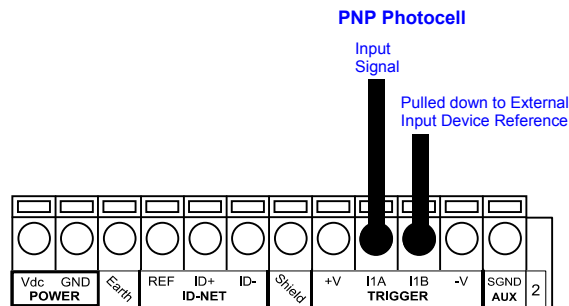 PNP Photocell
Input
Signal
Pulled down to External
Input Device Reference
Vdc GND Earth REF ID+ ID- Shield +V I1A I1B -V SGND 2
POWER ID-NET TRIGGER AUX